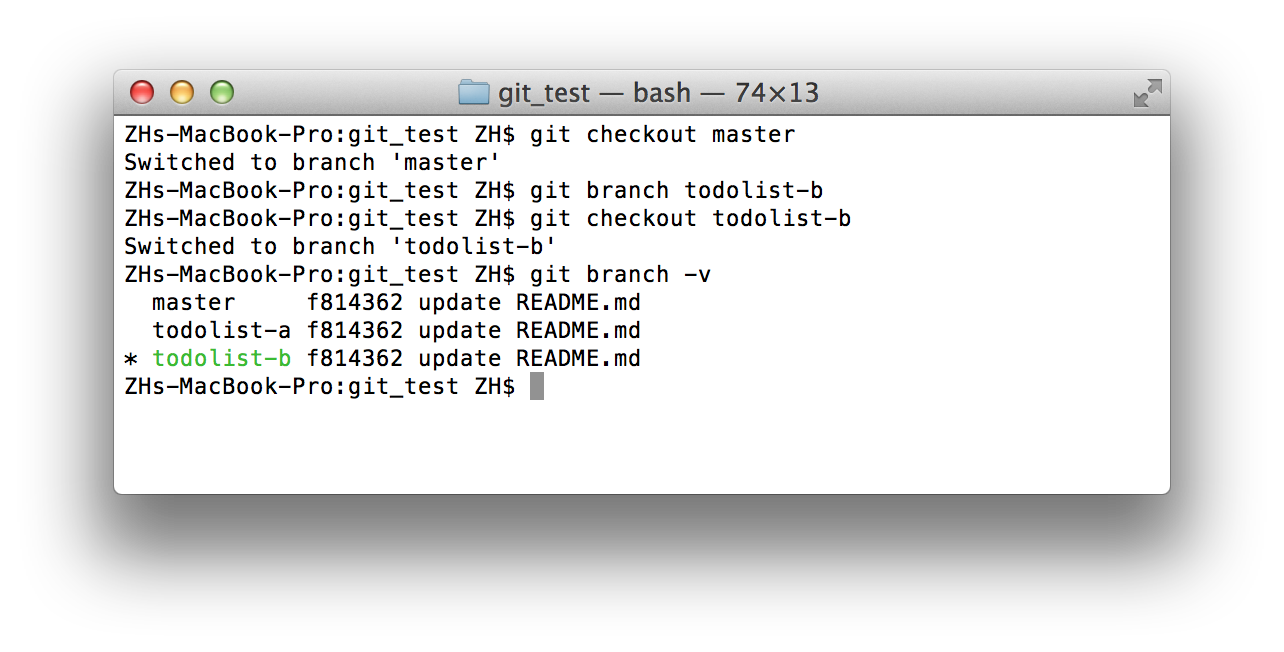 git_test — bash — 74×13
ZHs-MacBook-Pro:git_test ZH$ git checkout master
Switched to branch 'master'
ZHs-MacBook-Pro:git_test ZH$ git branch todolist-b
ZHs-MacBook-Pro:git_test ZH$ git checkout todolist-b
Switched to branch 'todolist-b'
ZHs-MacBook-Pro:git_test ZH$ git branch -v
  master     f814362 update README.md
  todolist-a f814362 update README.md
* todolist-b f814362 update README.md
ZHs-MacBook-Pro:git_test ZH$